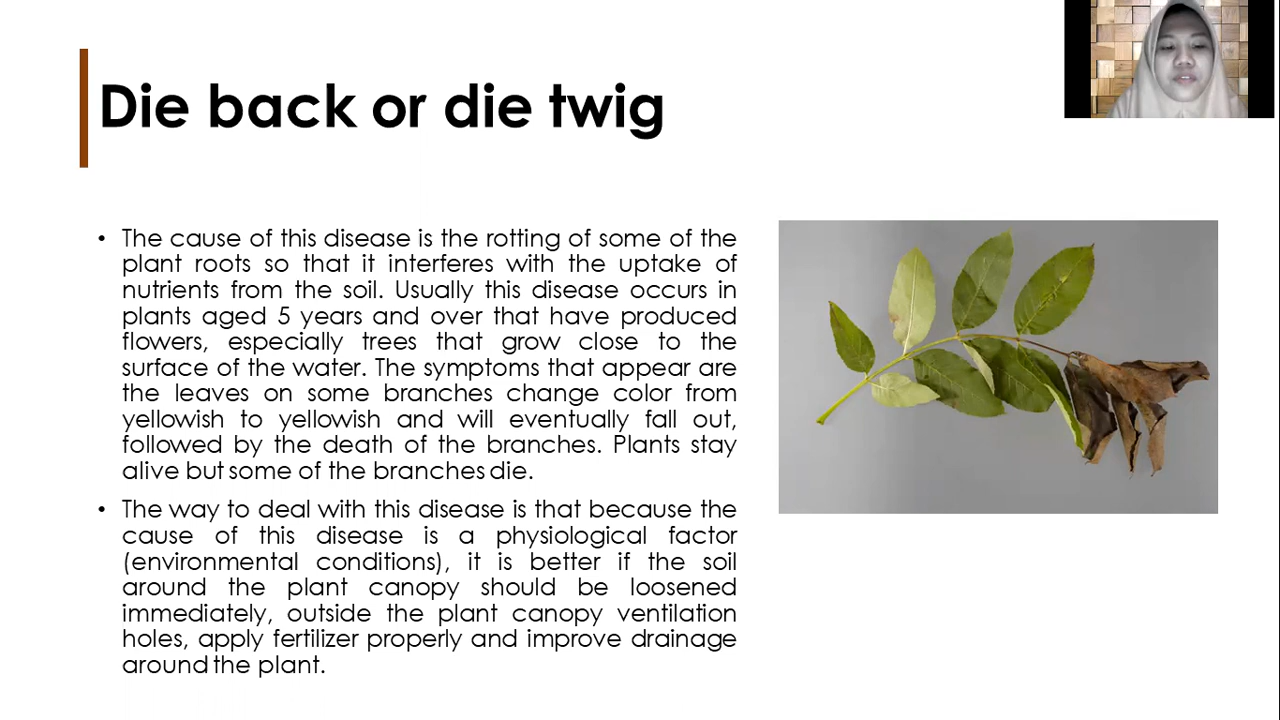 Die back or die twig
• The cause of this disease is the rotting of some of the
plant roots so that it interferes with the uptake of
nutrients from the soil. Usually this disease occurs in
plants aged 5 years and over that have produced
flowers, especially trees that grow close to the
surface of the water. The symptoms that appear are
the leaves on some branches change color from
yellowish to yellowish and will eventually fall out,
followed by the death of the branches. Plants stay
alive but some of the branches die.
• The way to deal with this disease is that because the
cause of this disease is a physiological factor
(environmental conditions), it is better if the soil
around the plant canopy should be loosened
immediately, outside the plant canopy ventilation
holes, apply fertilizer properly and improve drainage
around the plant.